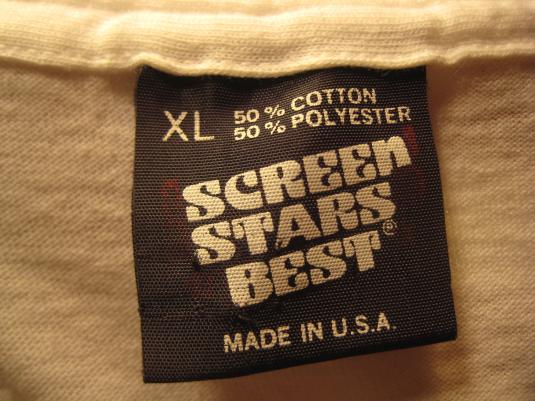 XL 50% COTTON
50% POLYESTER
SCREEN
STARS
BEST®
MADE IN U.S.A.